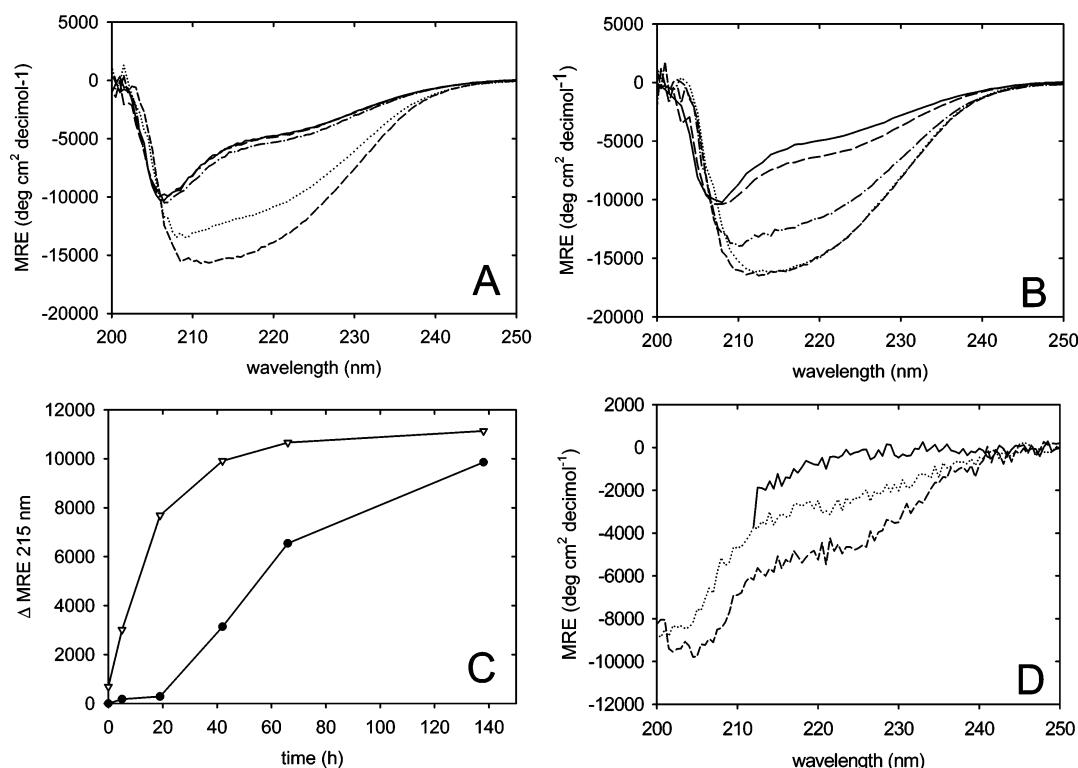 5000
0
-5000
-10000
-15000
-20000
MRE (deg cm² decimol-1)
200 210 220 230 240 250
wavelength (nm)
A
5000
0
-5000
-10000
-15000
-20000
MRE (deg cm² decimol⁻¹)
200 210 220 230 240 250
wavelength (nm)
B
12000
10000
8000
6000
4000
2000
0
Δ MRE 215 nm
0 20 40 60 80 100 120 140
time (h)
C
2000
0
-2000
-4000
-6000
-8000
-10000
-12000
MRE (deg cm² decimol⁻¹)
200 210 220 230 240 250
wavelength (nm)
D